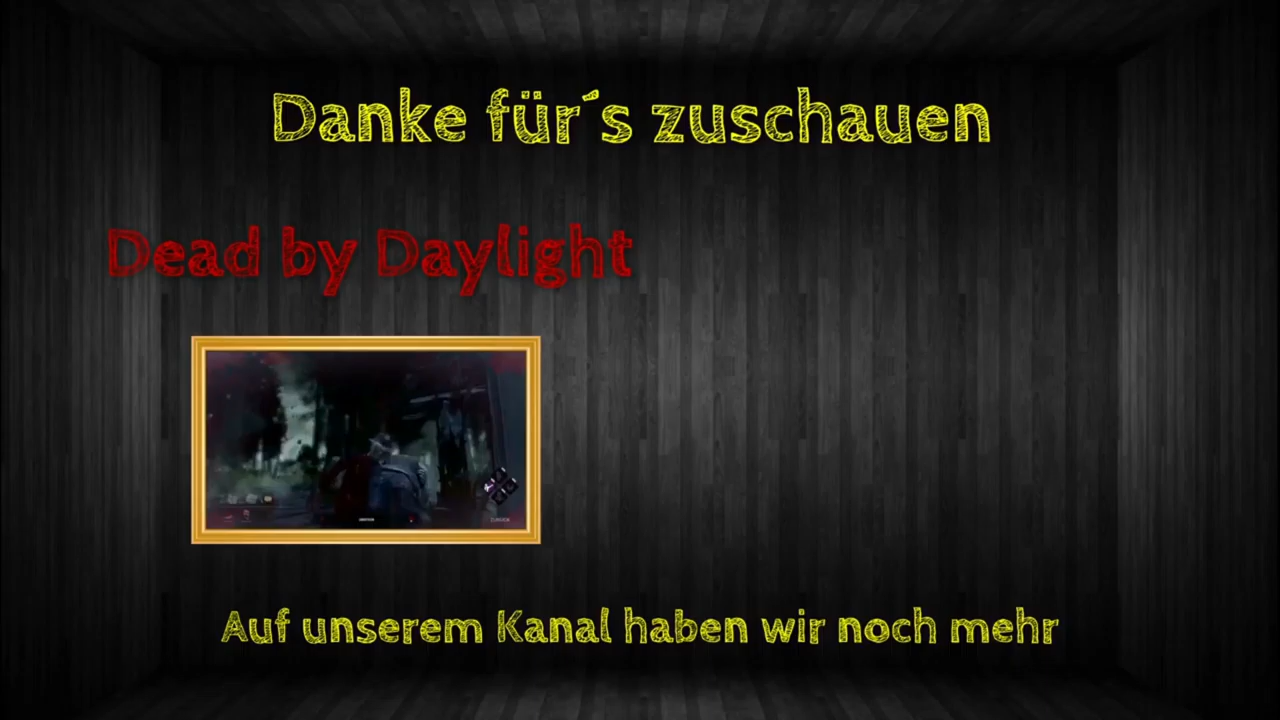 Danke für´s zuschauen
Dead by Daylight
Auf unserem Kanal haben wir noch mehr